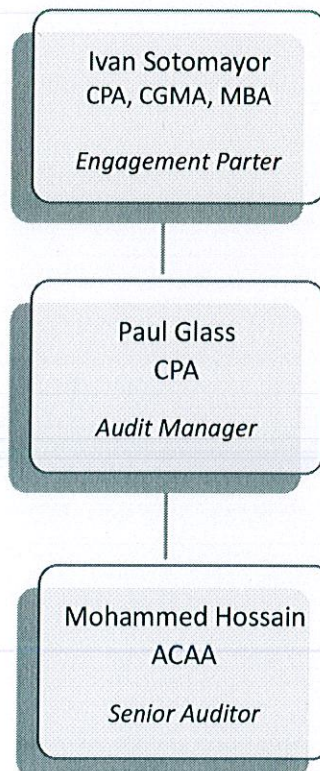 Ivan Sotomayor
CPA, CGMA, MBA
Engagement Parter
Paul Glass
CPA
Audit Manager
Mohammed Hossain
ACAA
Senior Auditor